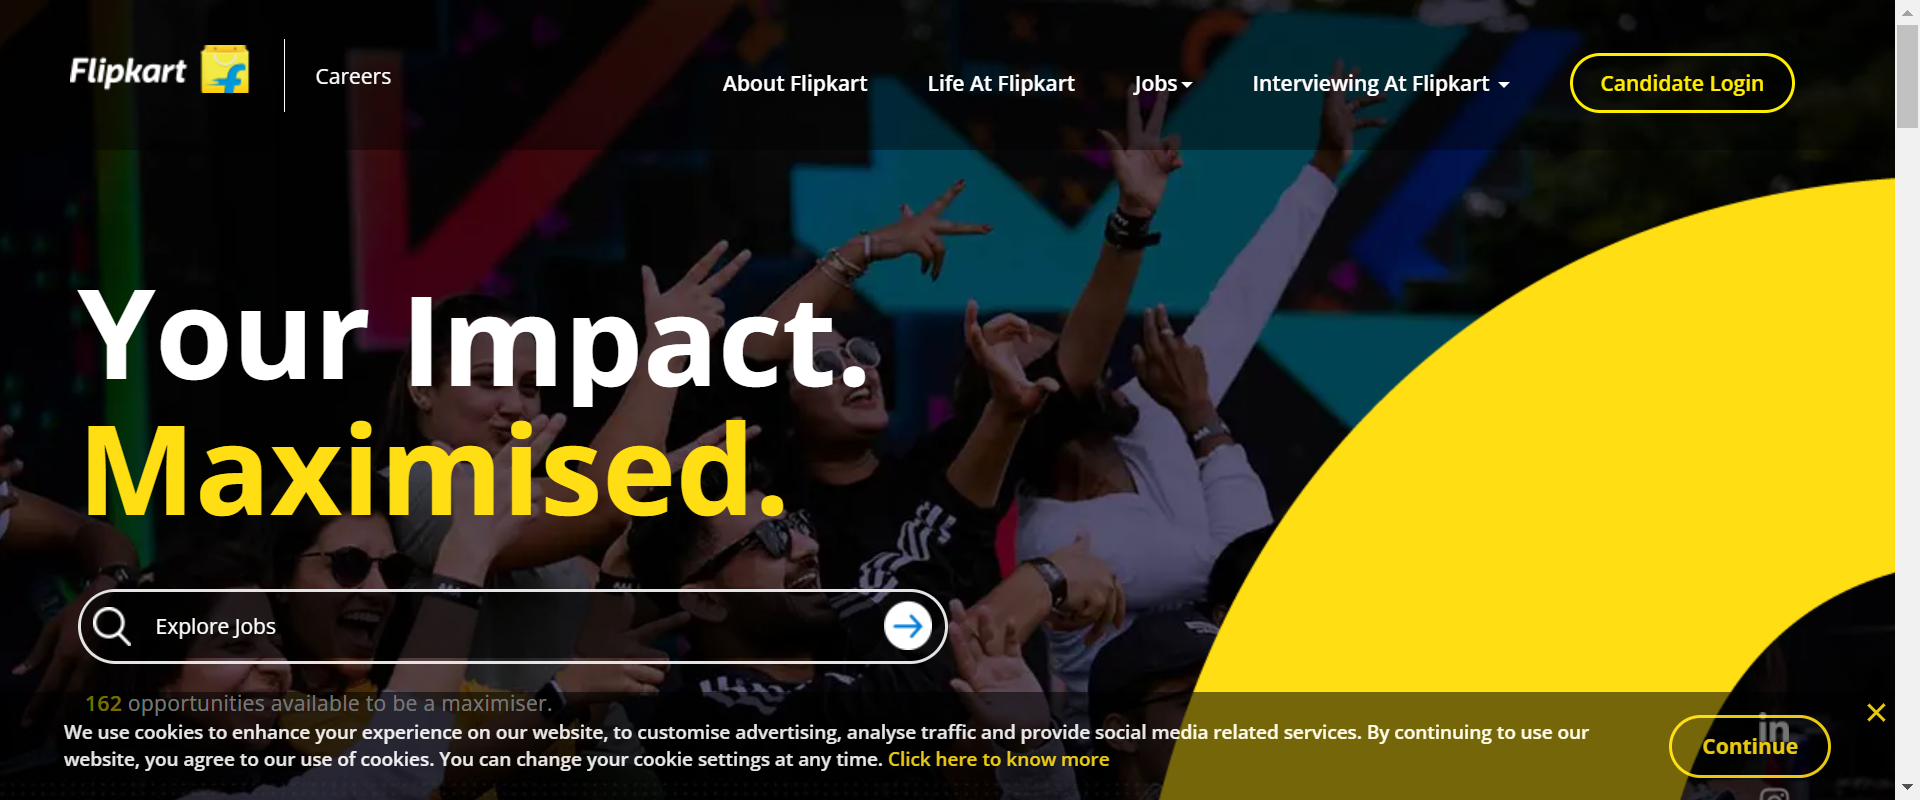 Flipkart
Careers
About Flipkart
Life At Flipkart
Jobs
Interviewing At Flipkart
Candidate Login
Your Impact.
Maximised.
Explore Jobs
162 opportunities available to be a maximiser.
We use cookies to enhance your experience on our website, to customise advertising, analyse traffic and provide social media related services. By continuing to use our
website, you agree to our use of cookies. You can change your cookie settings at any time. Click here to know more
in
Continue